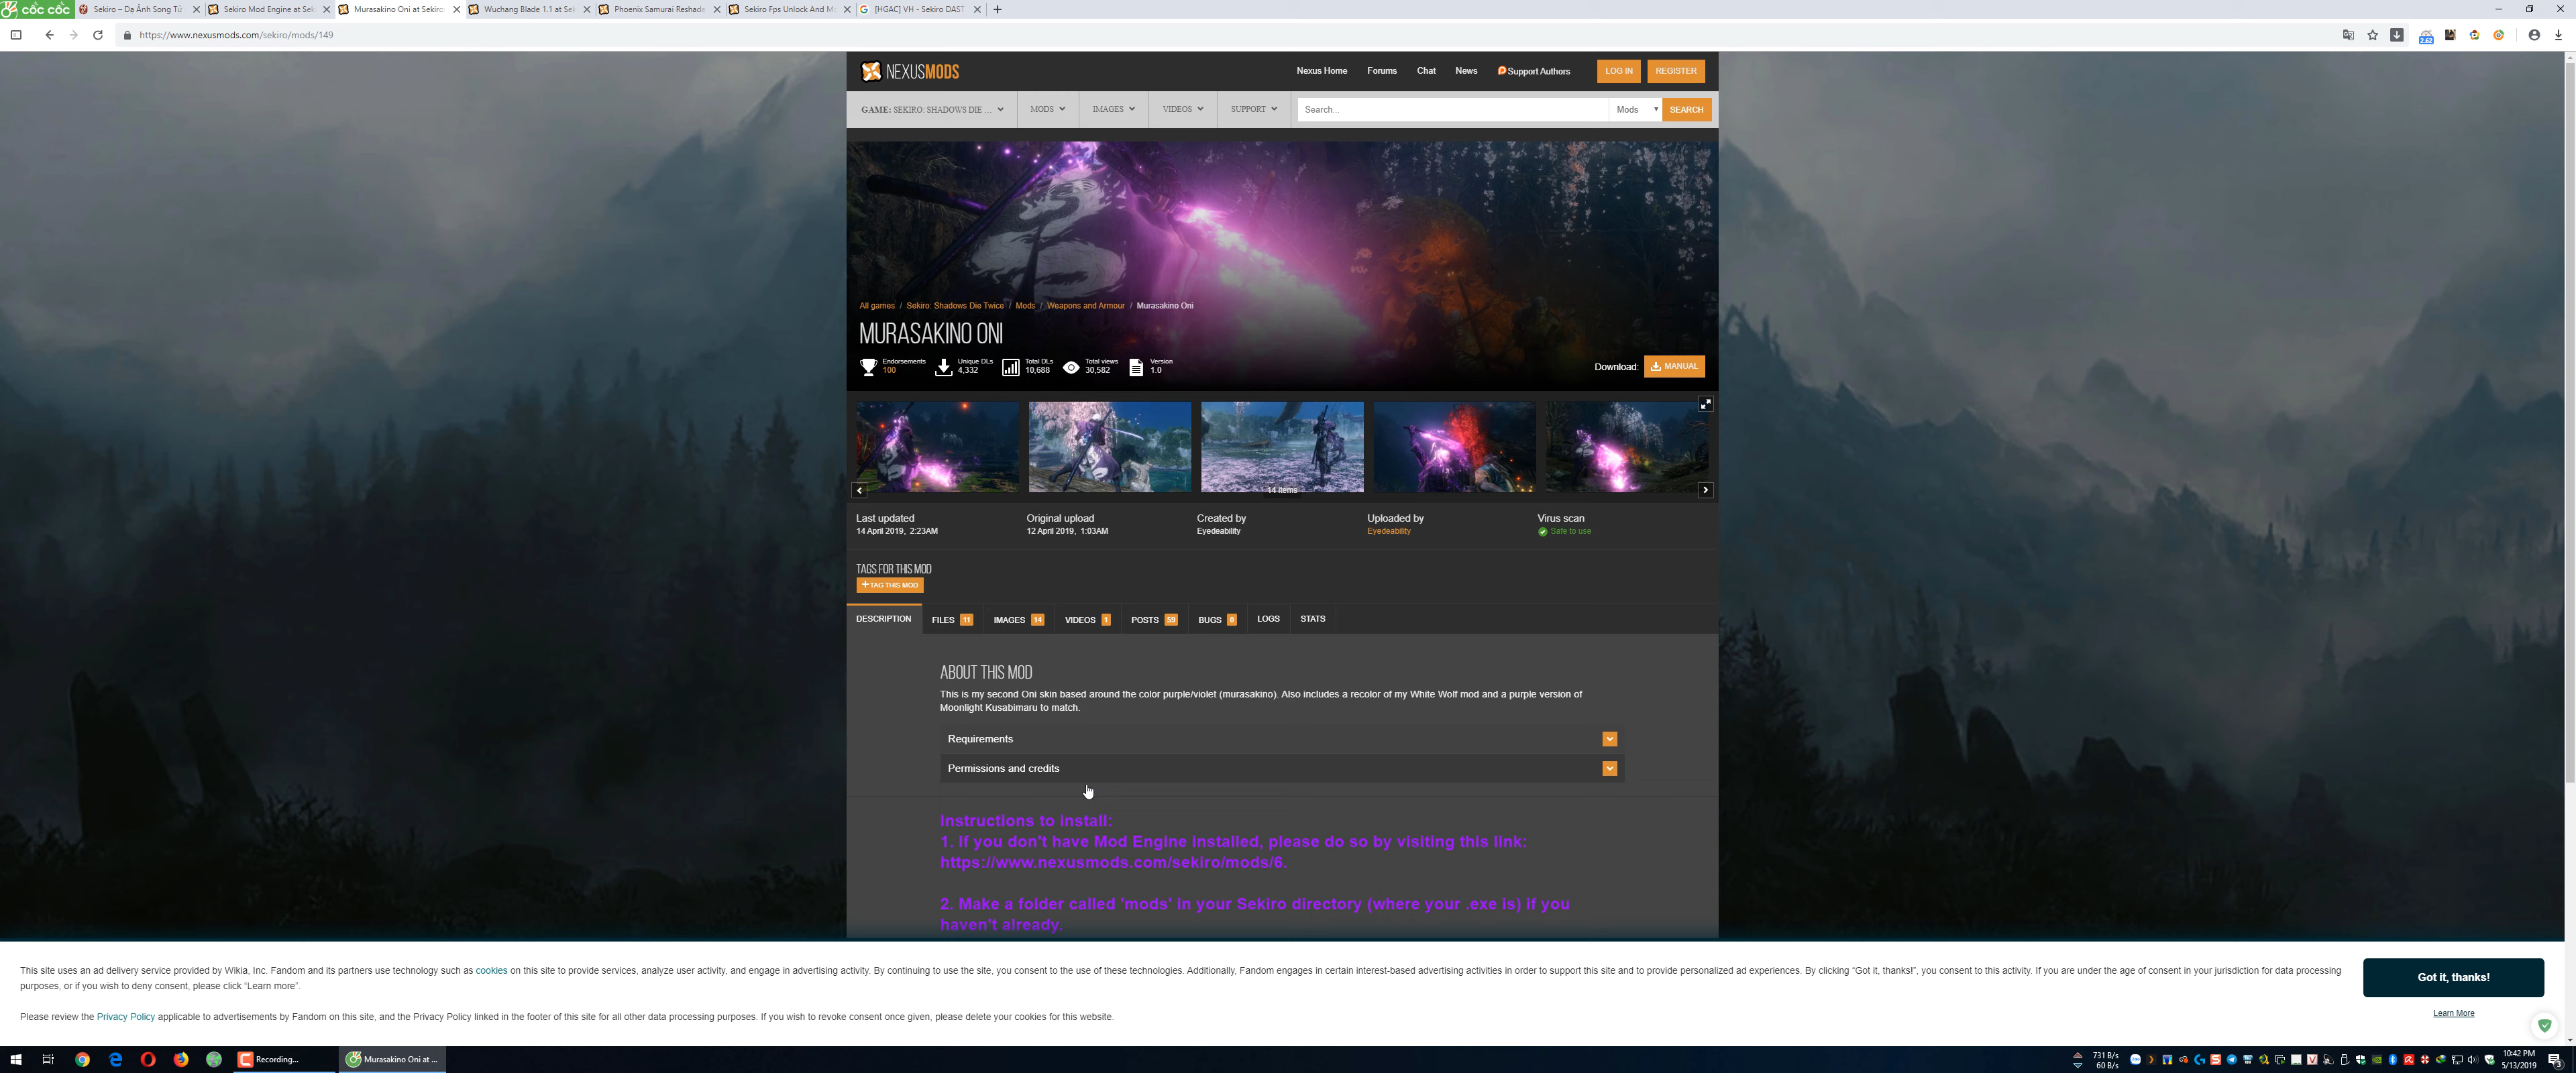 cốc cốc
Sekiro – Dạ Ảnh Song Tử
Sekiro Mod Engine at Sek
Murasakino Oni at Sekiro
Wuchang Blade 1.1 at Sek
Phoenix Samurai Reshade
Sekiro Fps Unlock And Mo
[HGAC] VH - Sekiro DAST
https://www.nexusmods.com/sekiro/mods/149
2.62
NEXUSMODS
Nexus Home
Forums
Chat
News
Support Authors
LOG IN
REGISTER
GAME: SEKIRO: SHADOWS DIE ...
MODS
IMAGES
VIDEOS
SUPPORT
Search...
Mods
SEARCH
All games / Sekiro: Shadows Die Twice / Mods / Weapons and Armour / Murasakino Oni
MURASAKINO ONI
Endorsements
100
Unique DLs
4,332
Total DLs
10,688
Total views
30,582
Version
1.0
Download:
MANUAL
14 items
Last updated
14 April 2019, 2:23AM
Original upload
12 April 2019, 1:03AM
Created by
Eyedeability
Uploaded by
Eyedeability
Virus scan
Safe to use
TAGS FOR THIS MOD
+TAG THIS MOD
DESCRIPTION
FILES 11
IMAGES 14
VIDEOS 1
POSTS 59
BUGS 0
LOGS
STATS
ABOUT THIS MOD
This is my second Oni skin based around the color purple/violet (murasakino). Also includes a recolor of my White Wolf mod and a purple version of
Moonlight Kusabimaru to match.
Requirements
Permissions and credits
Instructions to install:
1. If you don't have Mod Engine installed, please do so by visiting this link:
https://www.nexusmods.com/sekiro/mods/6.
2. Make a folder called 'mods' in your Sekiro directory (where your .exe is) if you
haven't already.
This site uses an ad delivery service provided by Wikia, Inc. Fandom and its partners use technology such as cookies on this site to provide services, analyze user activity, and engage in advertising activity. By continuing to use the site, you consent to the use of these technologies. Additionally, Fandom engages in certain interest-based advertising activities in order to support this site and to provide personalized ad experiences. By clicking “Got it, thanks!”, you consent to this activity. If you are under the age of consent in your jurisdiction for data processing
purposes, or if you wish to deny consent, please click “Learn more”.
Please review the Privacy Policy applicable to advertisements by Fandom on this site, and the Privacy Policy linked in the footer of this site for all other data processing purposes. If you wish to revoke consent once given, please delete your cookies for this website.
Got it, thanks!
Learn More
Recording...
Murasakino Oni at ...
731 B/s
60 B/s
10:42 PM
5/13/2019